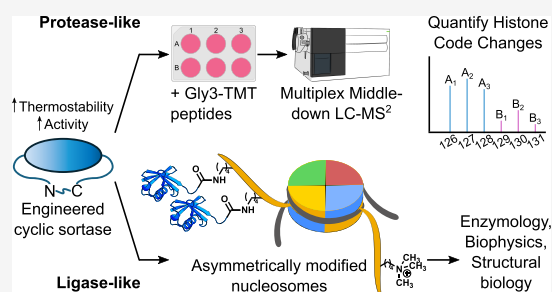 Protease-like
1 2 3
A
B
+ Gly3-TMT
peptides
Multiplex Middle-
down LC-MS²
Quantify Histone
Code Changes
A₁ A₂ A₃ B₁ B₂ B₃
126 127 128 129 130 131
↑Thermostability
↑Activity
N C
Engineered
cyclic sortase
O
NH
4
O
NH
4
Asymmetrically modified
nucleosomes
CH₃
N CH₃
⊕
CH₃
Enzymology,
Biophysics,
Structural
biology
Ligase-like